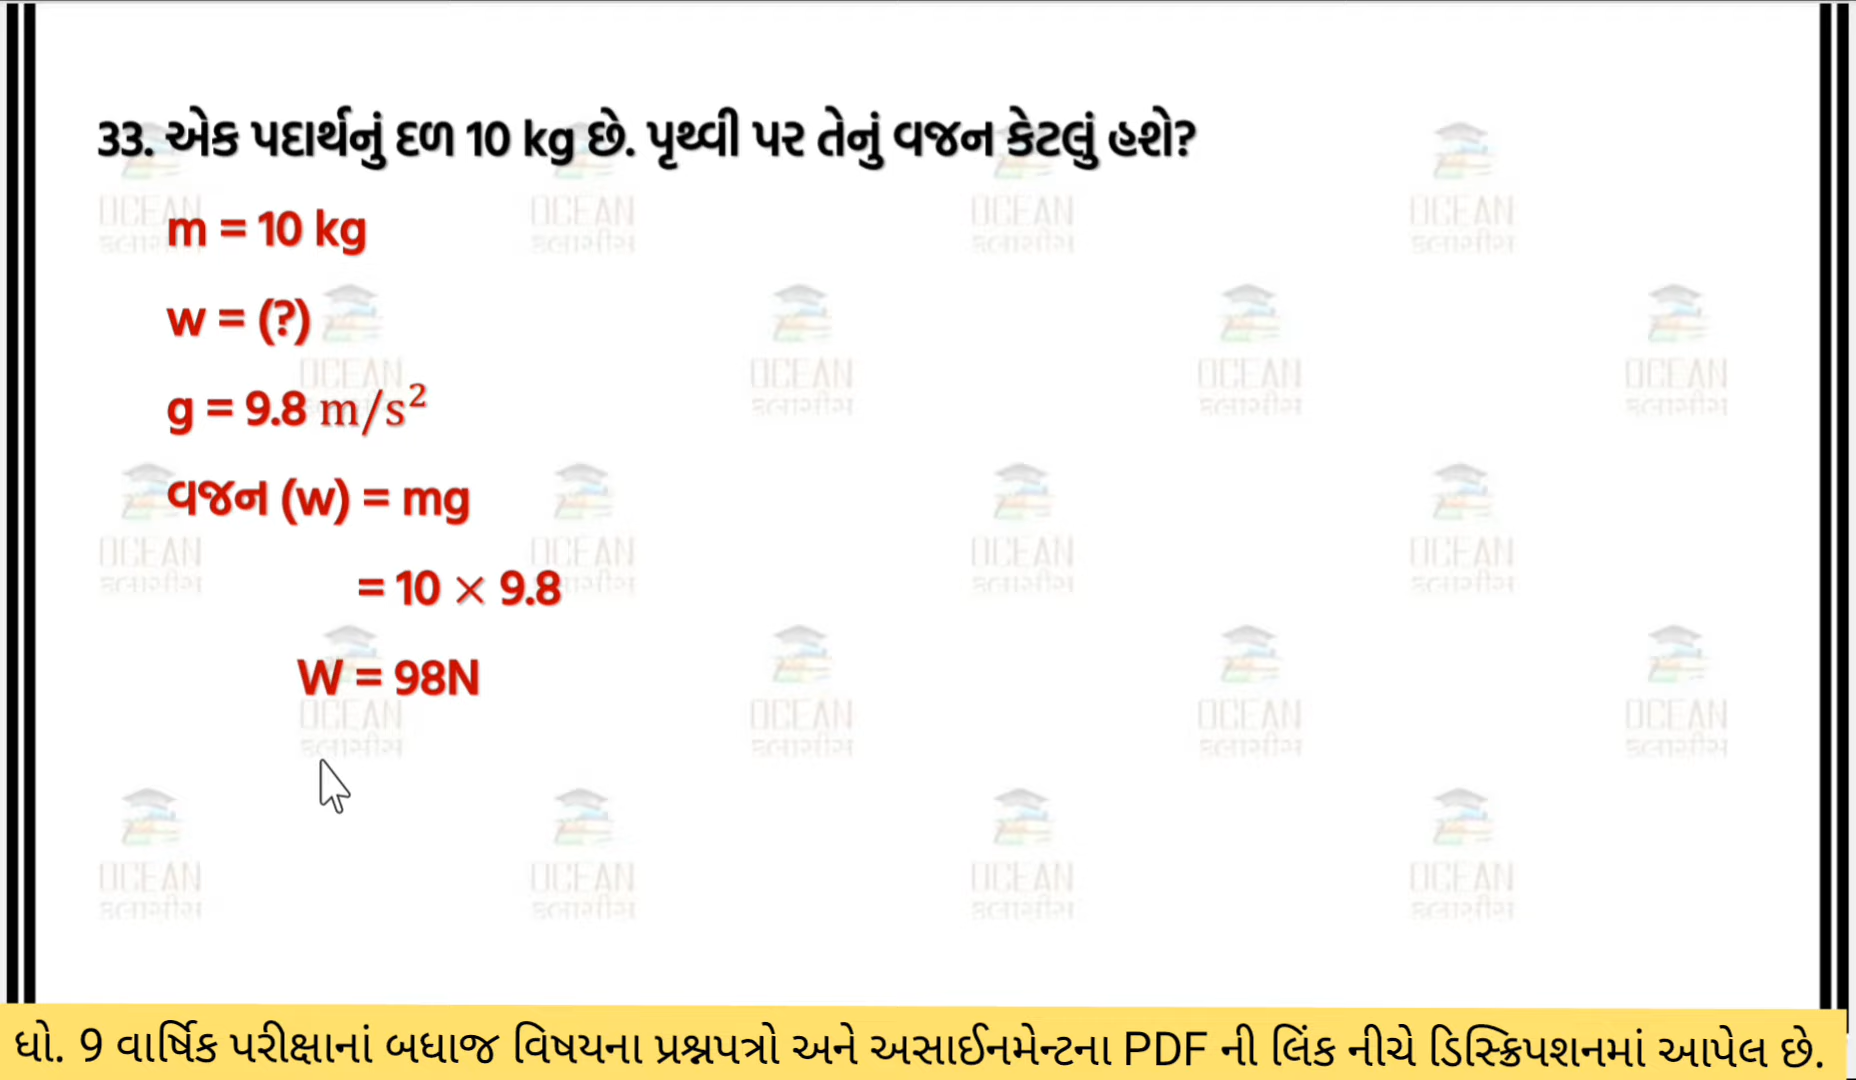 33. એક પદાર્થનું દળ 10 kg છે. પૃથ્વી પર તેનું વજન કેટલું હશે?
m = 10 kg
w = (?)
g = 9.8 m/s²
વજન (w) = mg
= 10 × 9.8
W = 98N
OCEAN ક્લાસીસ
ધો. 9 વાર્ષિક પરીક્ષાનાં બધાજ વિષયના પ્રશ્નપત્રો અને અસાઈનમેન્ટના PDF ની લિંક નીચે ડિસ્ક્રિપશનમાં આપેલ છે.